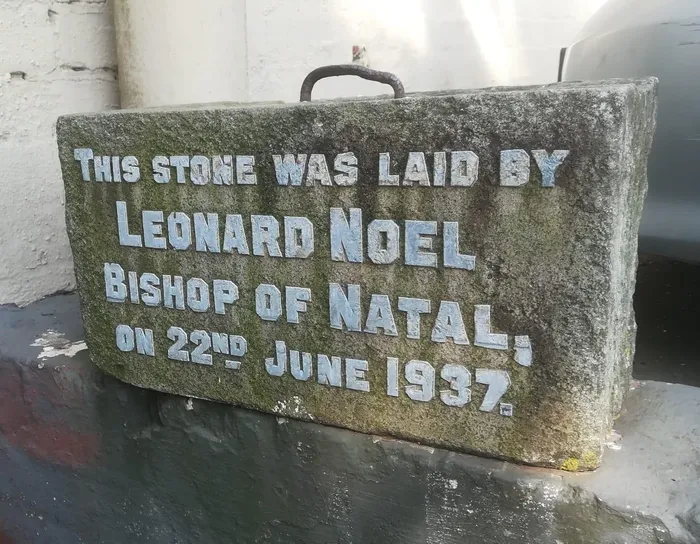 This stone was laid by
Leonard Noel
Bishop of Natal,
on 22nd June 1937.